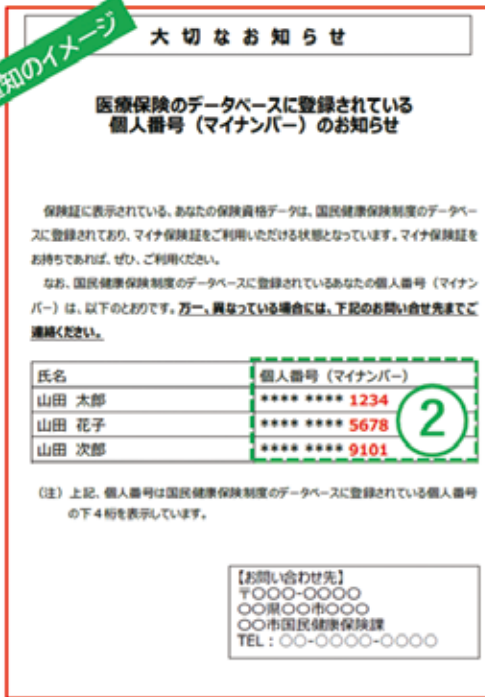 知のイメージ
大切なお知らせ
医療保険のデータベースに登録されている
個人番号（マイナンバー）のお知らせ
保険証に表示されている、あなたの保険資格データは、国民健康保険制度のデータベー
スに登録されており、マイナ保険証をご利用いただける状態となっています。マイナ保険証を
お持ちであれば、ぜひ、ご利用ください。
なお、国民健康保険制度のデータベースに登録されているあなたの個人番号（マイナン
バー）は、以下のとおりです。万一、異なっている場合には、下記のお問い合せ先までご
連絡ください。
氏名 個人番号（マイナンバー）
山田 太郎 **** **** 1234
山田 花子 **** **** 5678
山田 次郎 **** **** 9101
②
（注）上記、個人番号は国民健康保険制度のデータベースに登録されている個人番号
の下4桁を表示しています。
【お問い合わせ先】
〒〇〇〇-〇〇〇〇
〇〇県〇〇市〇〇〇
〇〇市国民健康保険課
TEL：〇〇-〇〇〇〇-〇〇〇〇